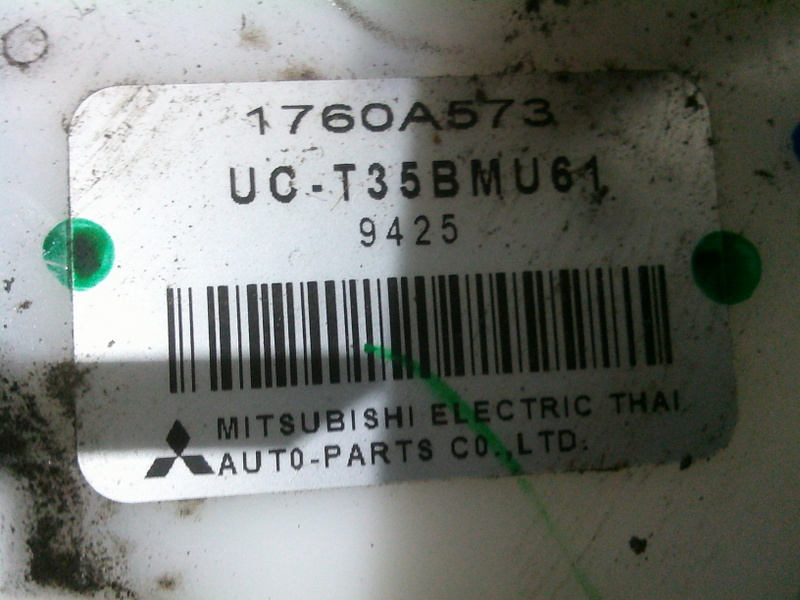 1760A573
UC-T35BMU61
9425
MITSUBISHI ELECTRIC THAI
AUTO-PARTS CO.,LTD.